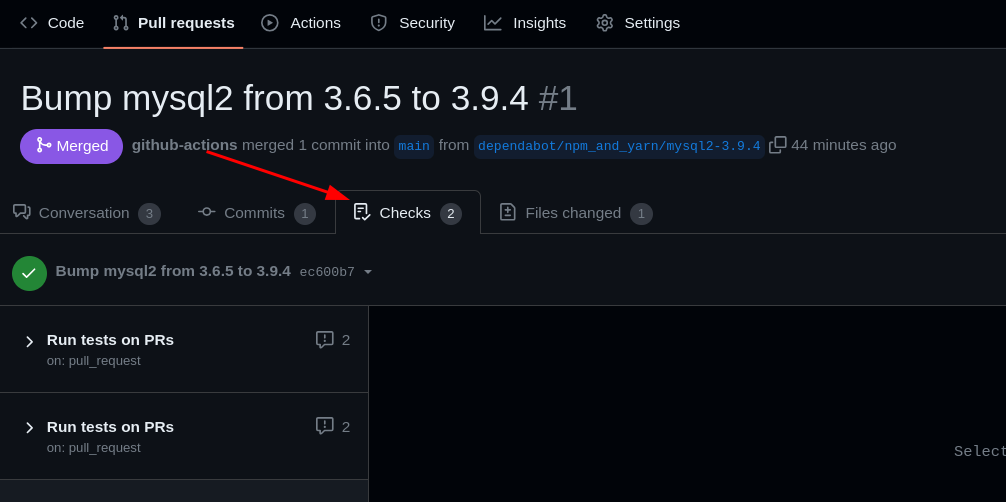 Code Pull requests Actions Security Insights Settings
Bump mysql2 from 3.6.5 to 3.9.4 #1
Merged github-actions merged 1 commit into main from dependabot/npm_and_yarn/mysql2-3.9.4 44 minutes ago
Conversation 3 Commits 1 Checks 2 Files changed 1
Bump mysql2 from 3.6.5 to 3.9.4 ec600b7
Run tests on PRs 2
on: pull_request
Run tests on PRs 2
on: pull_request
Select